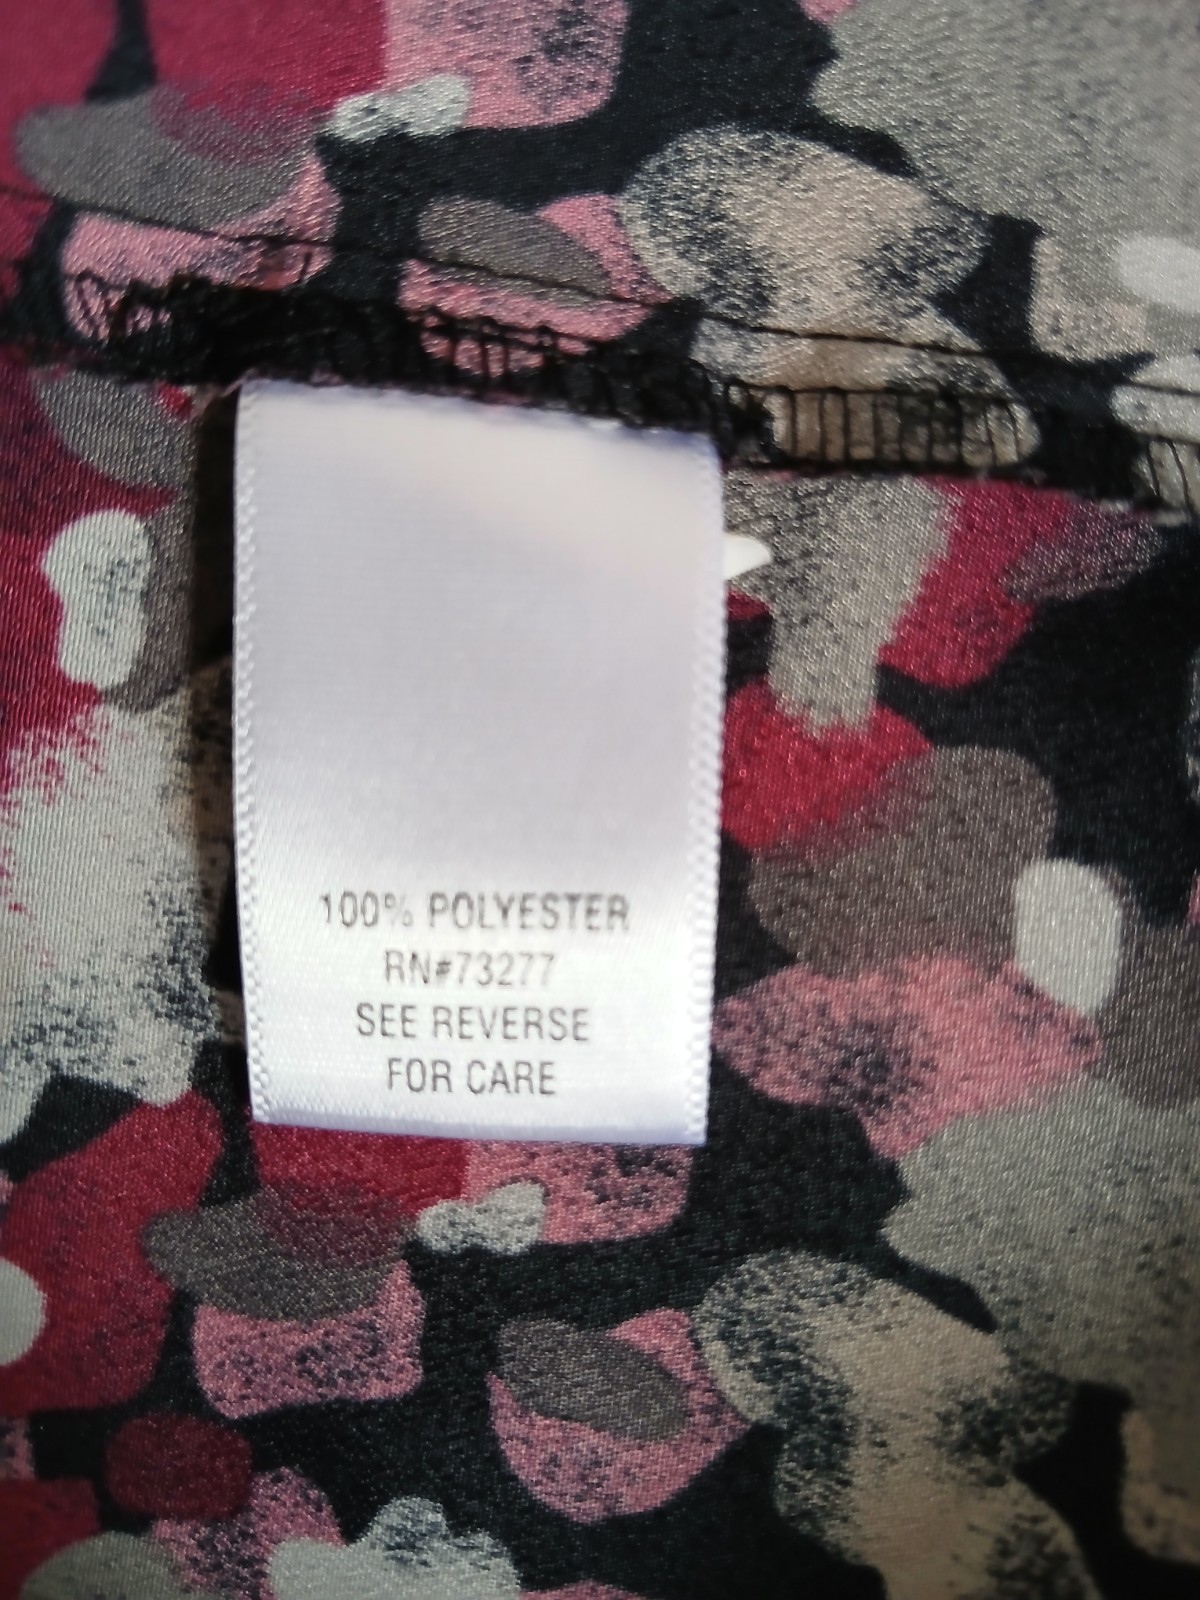 100% POLYESTER
RN#73277
SEE REVERSE
FOR CARE